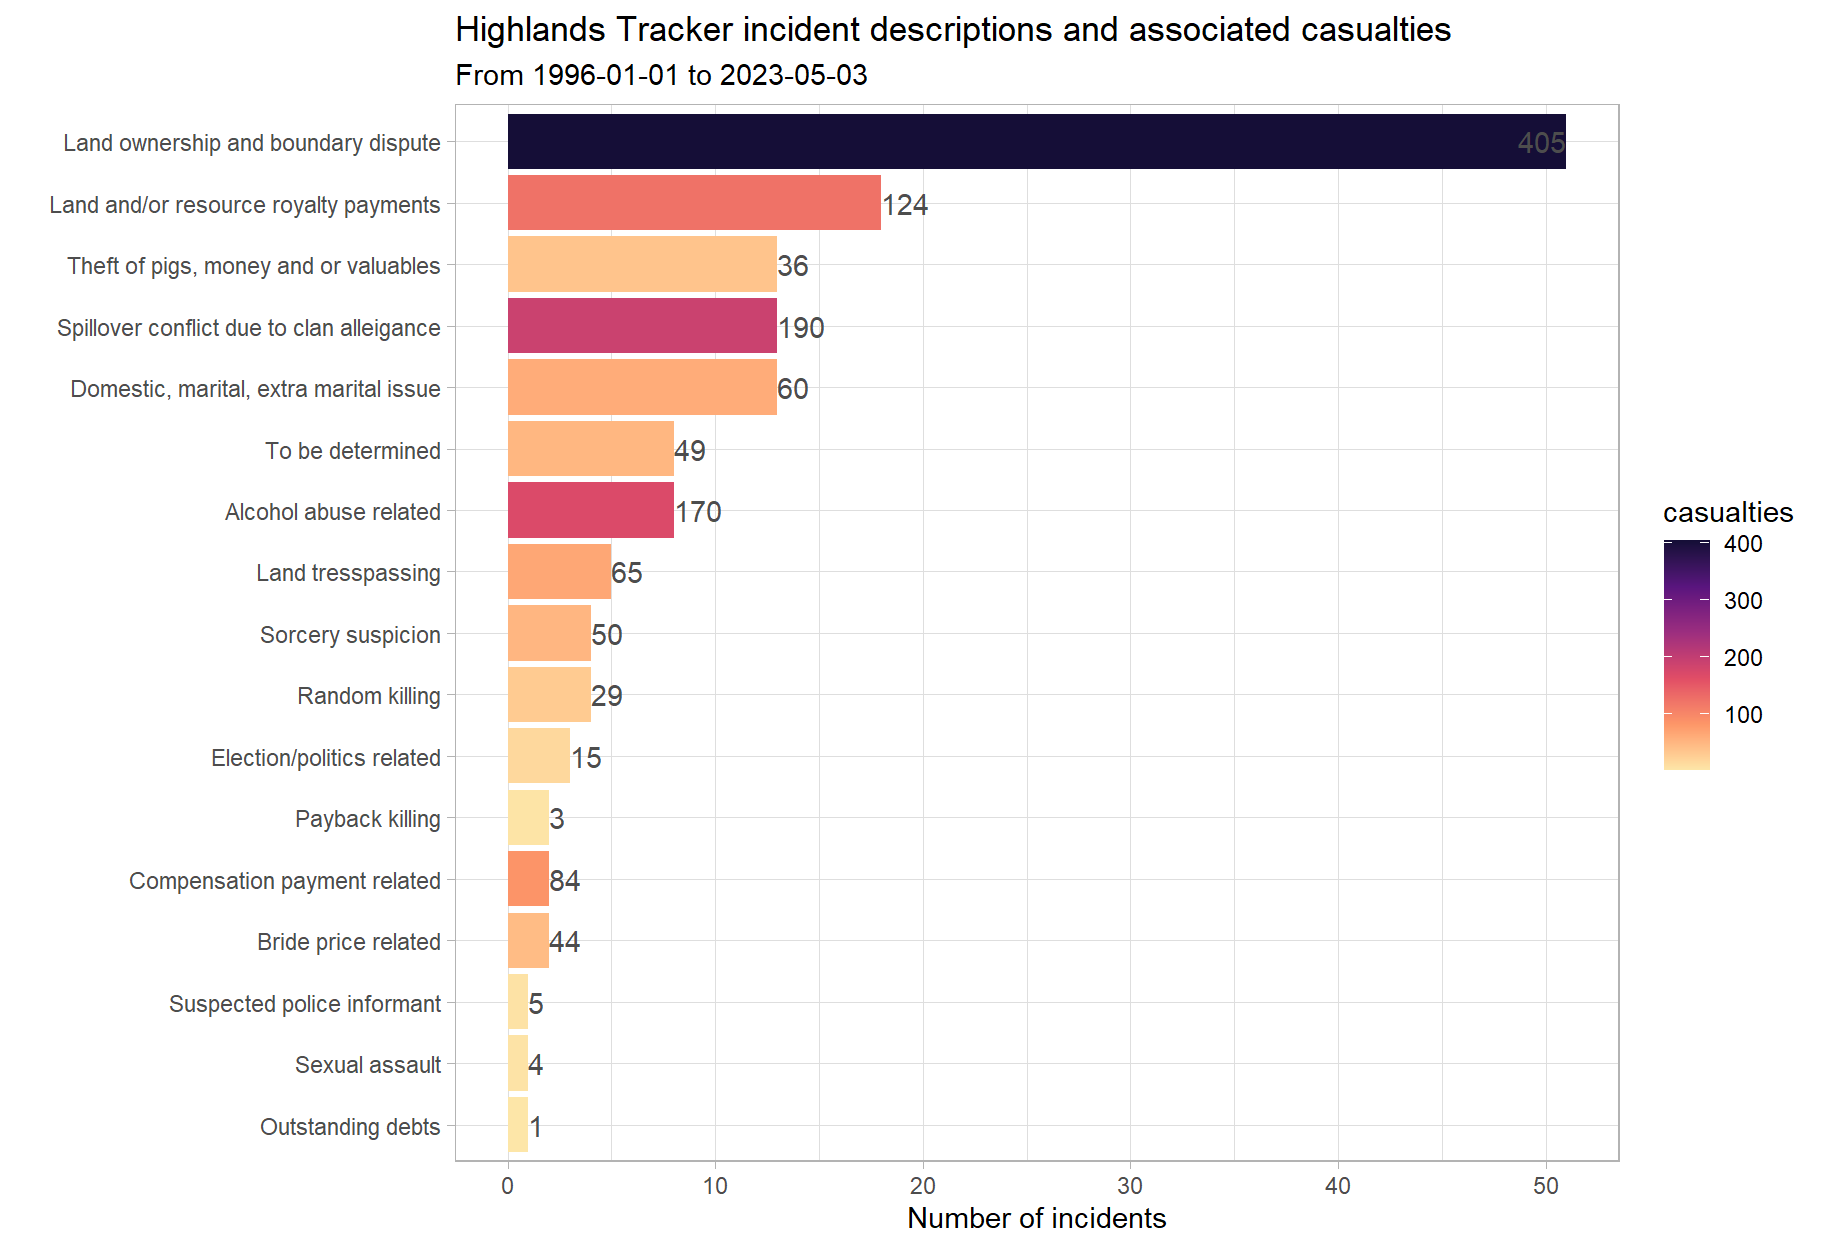 Highlands Tracker incident descriptions and associated casualties
From 1996-01-01 to 2023-05-03
Land ownership and boundary dispute 405
Land and/or resource royalty payments 124
Theft of pigs, money and or valuables 36
Spillover conflict due to clan alleigance 190
Domestic, marital, extra marital issue 60
To be determined 49
Alcohol abuse related 170
Land tresspassing 65
Sorcery suspicion 50
Random killing 29
Election/politics related 15
Payback killing 3
Compensation payment related 84
Bride price related 44
Suspected police informant 5
Sexual assault 4
Outstanding debts 1
0 10 20 30 40 50
Number of incidents
casualties
400
300
200
100